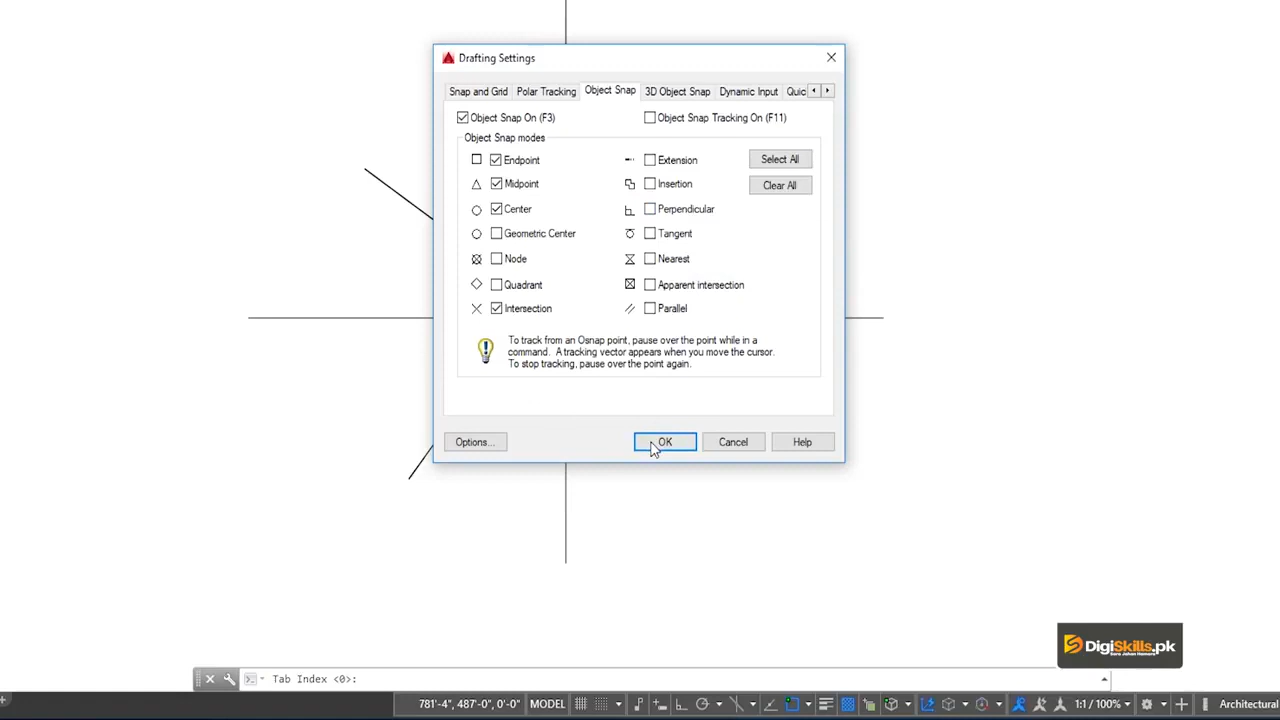 Drafting Settings
Snap and Grid Polar Tracking Object Snap 3D Object Snap Dynamic Input Quic
Object Snap On (F3) Object Snap Tracking On (F11)
Object Snap modes
Endpoint Extension Select All
Midpoint Insertion Clear All
Center Perpendicular
Geometric Center Tangent
Node Nearest
Quadrant Apparent intersection
Intersection Parallel
To track from an Osnap point, pause over the point while in a
command. A tracking vector appears when you move the cursor.
To stop tracking, pause over the point again.
Options... OK Cancel Help
DigiSkills.pk
Tab Index <0>:
781'-4", 487'-0", 0'-0" MODEL 1:1 / 100% Architectural